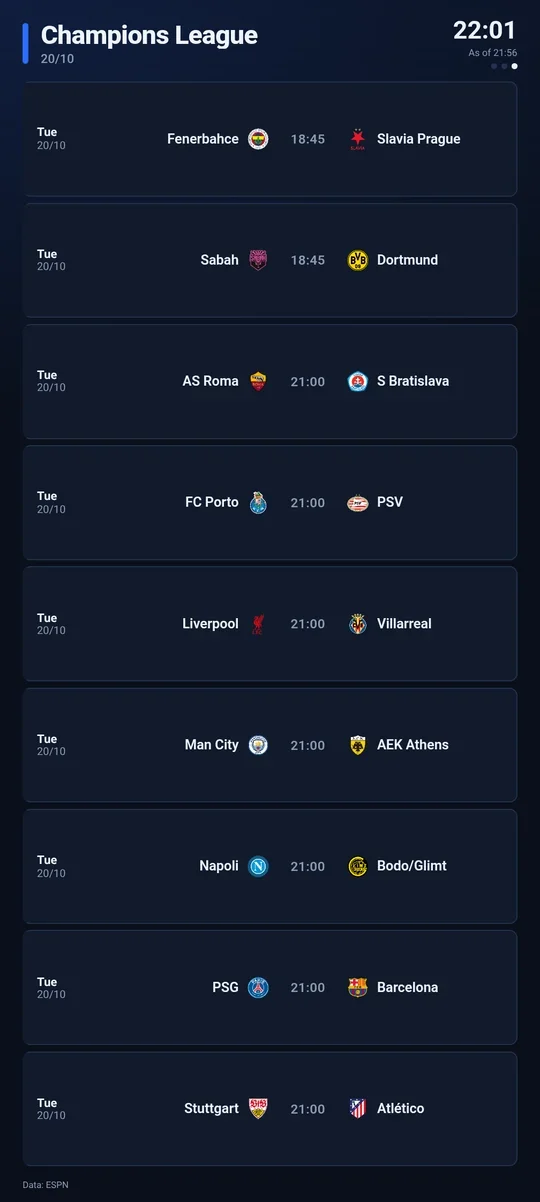 Champions League
20/10
22:01
As of 21:56
Tue
20/10
Fenerbahce 18:45 Slavia Prague
Tue
20/10
Sabah 18:45 Dortmund
Tue
20/10
AS Roma 21:00 S Bratislava
Tue
20/10
FC Porto 21:00 PSV
Tue
20/10
Liverpool 21:00 Villarreal
Tue
20/10
Man City 21:00 AEK Athens
Tue
20/10
Napoli 21:00 Bodo/Glimt
Tue
20/10
PSG 21:00 Barcelona
Tue
20/10
Stuttgart 21:00 Atlético
Data: ESPN